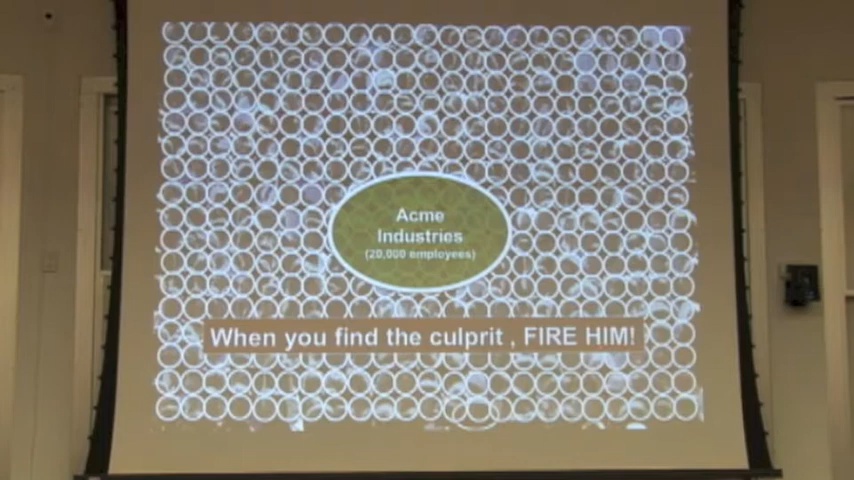 Acme
Industries
(20,000 employees)
When you find the culprit , FIRE HIM!